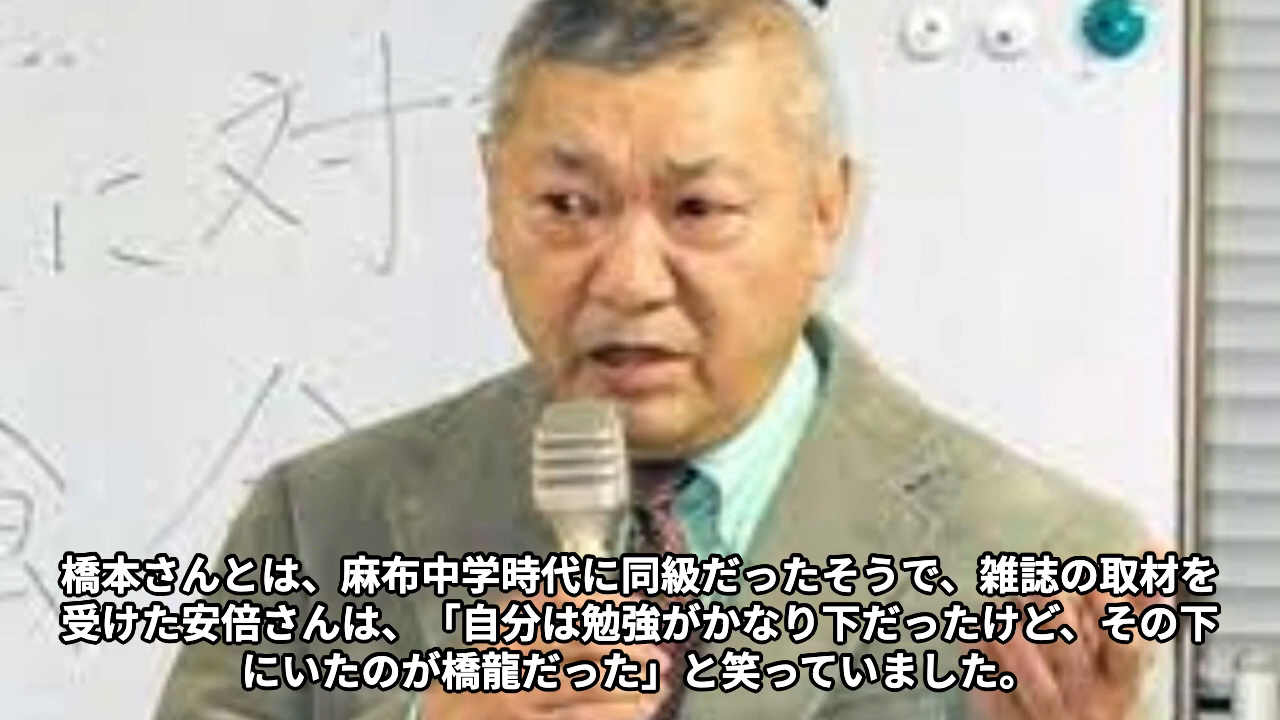 に対
橋本さんとは、麻布中学時代に同級だったそうで、雑誌の取材を
受けた安倍さんは、「自分は勉強がかなり下だったけど、その下
にいたのが橋龍だった」と笑っていました。